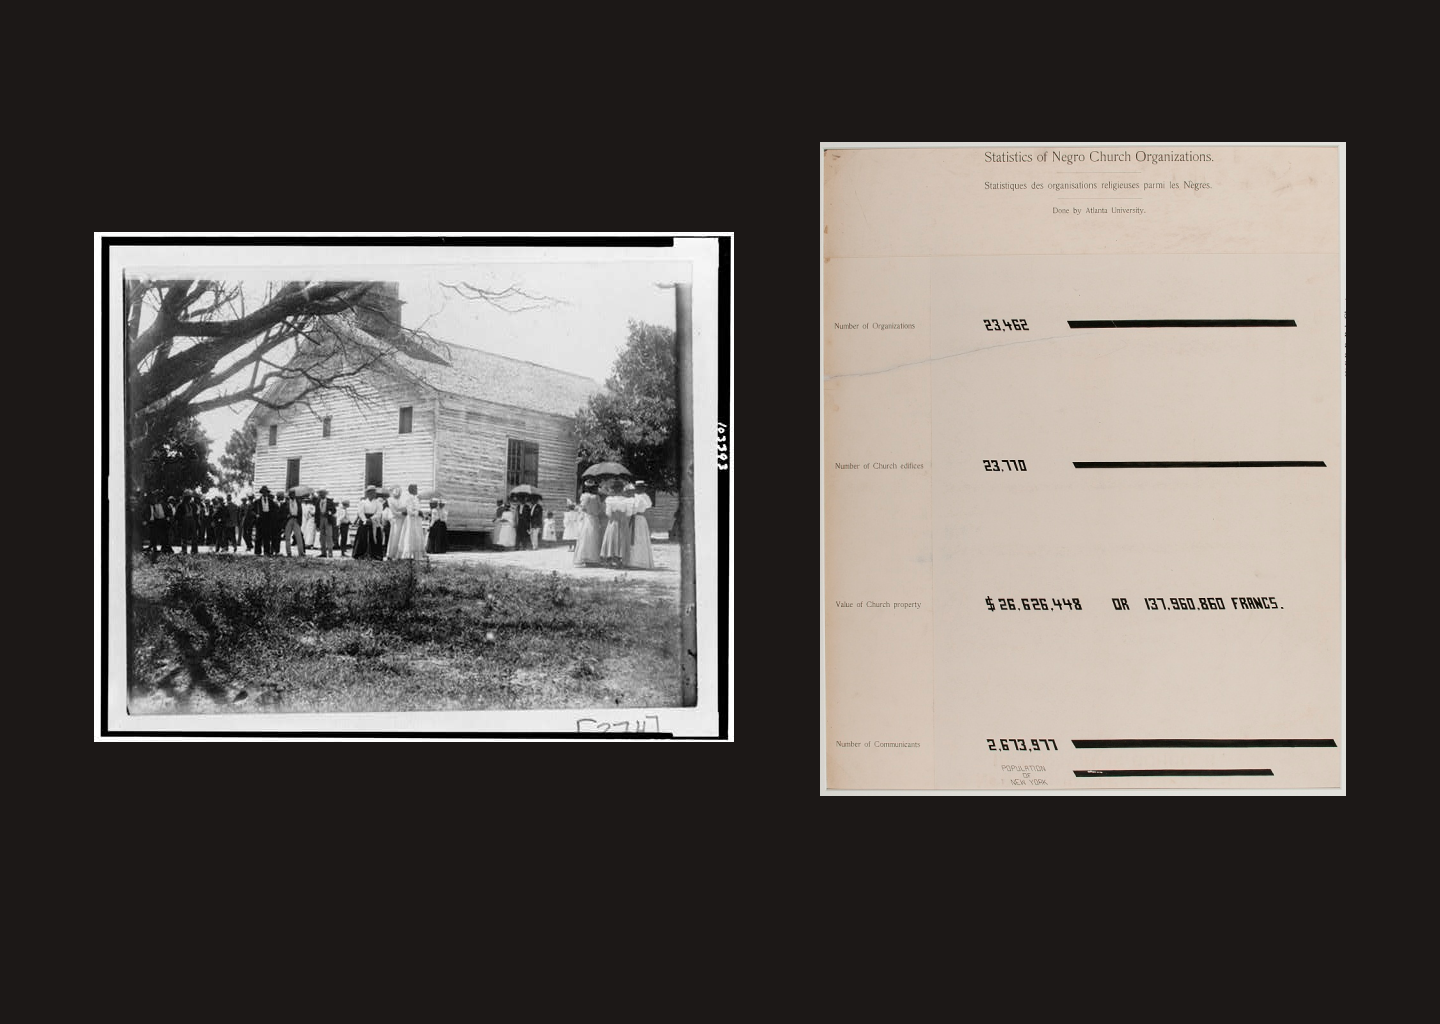 103393
[274]
Statistics of Negro Church Organizations.
Statistiques des organisations religieuses parmi les Nègres.
Done by Atlanta University.
Number of Organizations 23,462
Number of Church edifices 23,770
Value of Church property $ 26,626,448 OR 137,960,860 FRANCS.
Number of Communicants 2,673,977
POPULATION
OF
NEW YORK